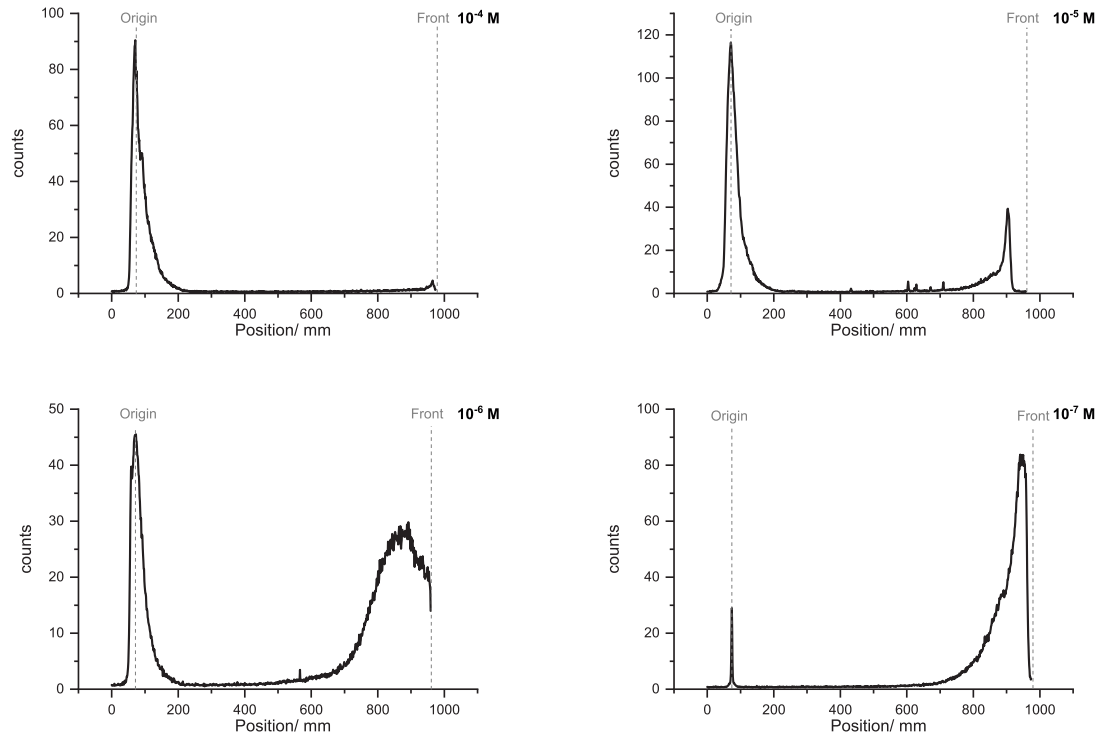 Origin Front 10-4 M
100
80
60
40
20
0
counts
0 200 400 600 800 1000
Position/ mm
Origin Front 10-5 M
120
100
80
60
40
20
0
counts
0 200 400 600 800 1000
Position/ mm
Origin Front 10-6 M
50
40
30
20
10
0
counts
0 200 400 600 800 1000
Position/ mm
Origin Front 10-7 M
100
80
60
40
20
0
counts
0 200 400 600 800 1000
Position/ mm